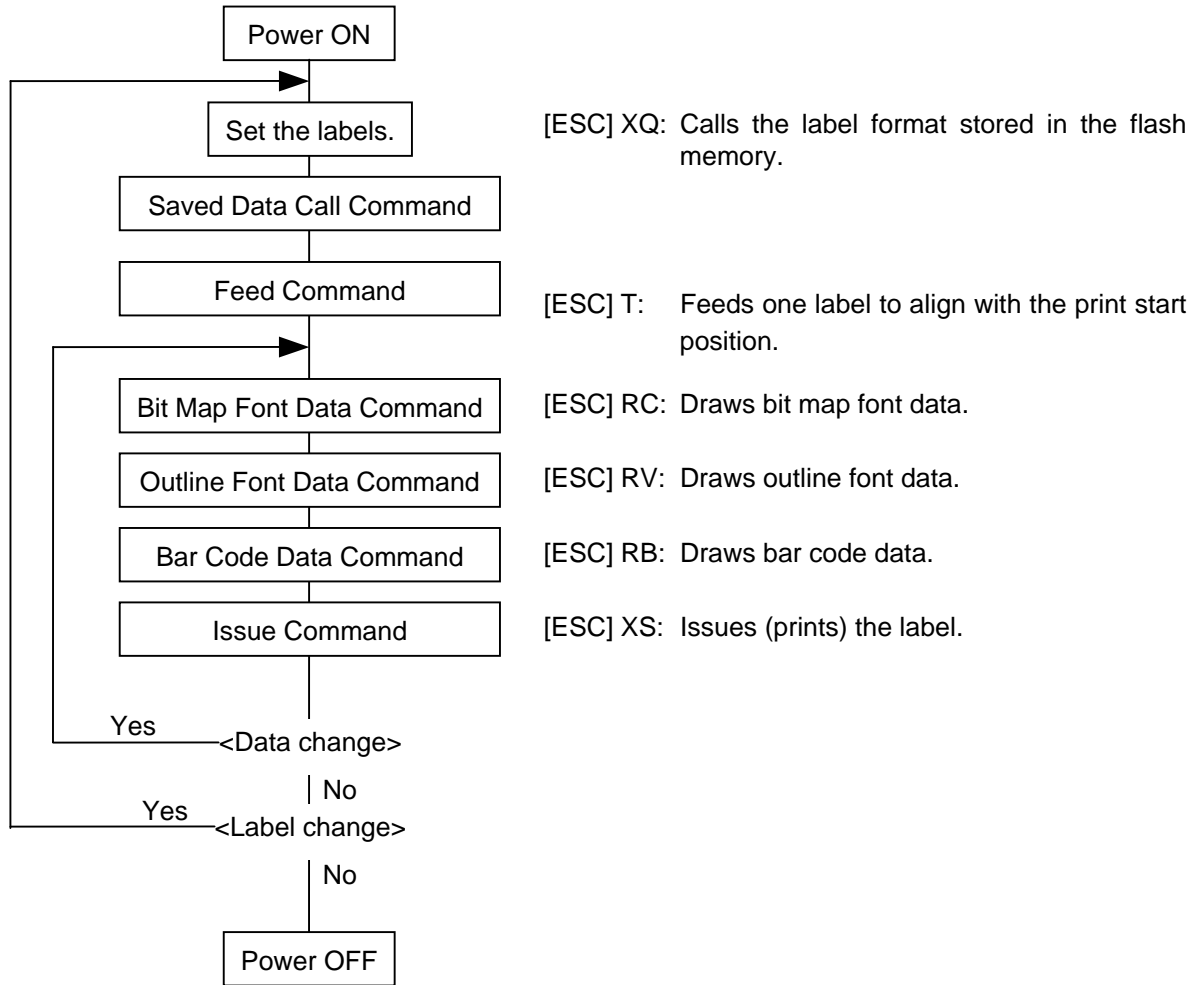 Power ON
Set the labels.
[ESC] XQ: Calls the label format stored in the flash
memory.
Saved Data Call Command
Feed Command
[ESC] T: Feeds one label to align with the print start
position.
Bit Map Font Data Command
[ESC] RC: Draws bit map font data.
Outline Font Data Command
[ESC] RV: Draws outline font data.
Bar Code Data Command
[ESC] RB: Draws bar code data.
Issue Command
[ESC] XS: Issues (prints) the label.
Yes
<Data change>
No
Yes
<Label change>
No
Power OFF